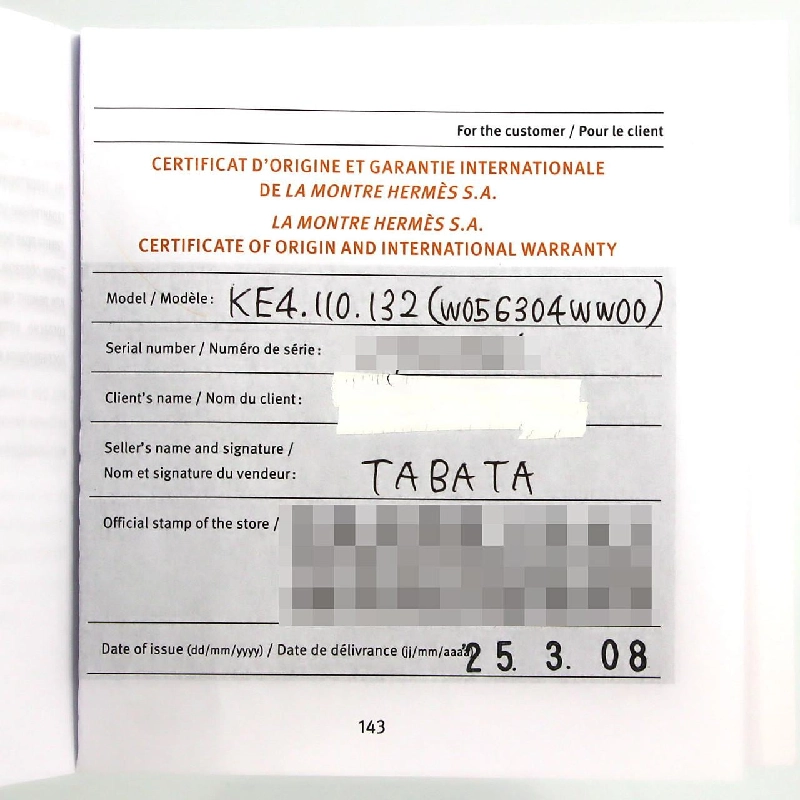 For the customer / Pour le client
CERTIFICAT D'ORIGINE ET GARANTIE INTERNATIONALE
DE LA MONTRE HERMÈS S.A.
LA MONTRE HERMÈS S.A.
CERTIFICATE OF ORIGIN AND INTERNATIONAL WARRANTY
Model / Modèle: KE4.110.132 (W056304WW00)
Serial number / Numéro de série:
Client's name / Nom du client:
Seller's name and signature /
Nom et signature du vendeur: TABATA
Official stamp of the store /
Date of issue (dd/mm/yyyy) / Date de délivrance (jj/mm/aaaa) '25. 3. 08
143